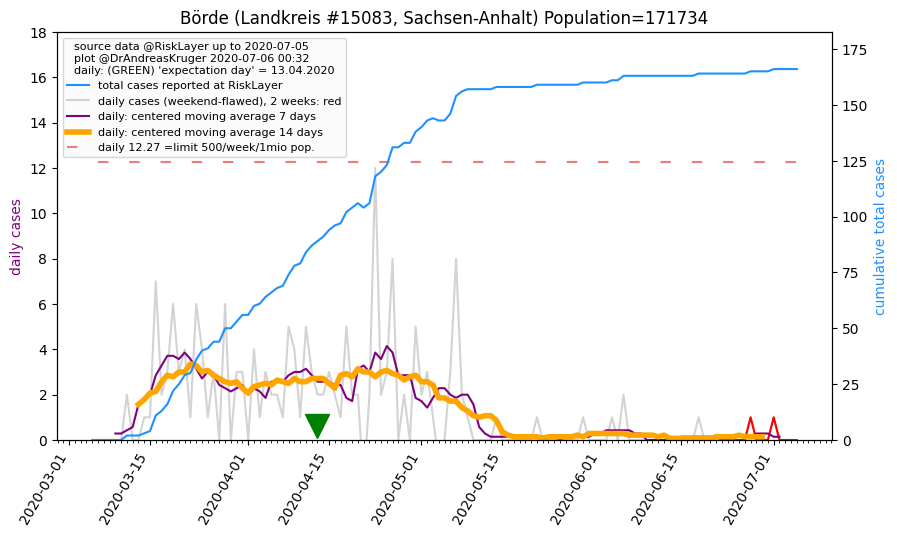 Börde (Landkreis #15083, Sachsen-Anhalt) Population=171734
source data @RiskLayer up to 2020-07-05
plot @DrAndreasKruger 2020-07-06 00:32
daily: (GREEN) 'expectation day' = 13.04.2020
total cases reported at RiskLayer
daily cases (weekend-flawed), 2 weeks: red
daily: centered moving average 7 days
daily: centered moving average 14 days
daily 12.27 =limit 500/week/1mio pop.
daily cases
18
16
14
12
10
8
6
4
2
0
175
150
125
100
75
50
25
0
cumulative total cases
2020-03-01
2020-03-15
2020-04-01
2020-04-15
2020-05-01
2020-05-15
2020-06-01
2020-06-15
2020-07-01